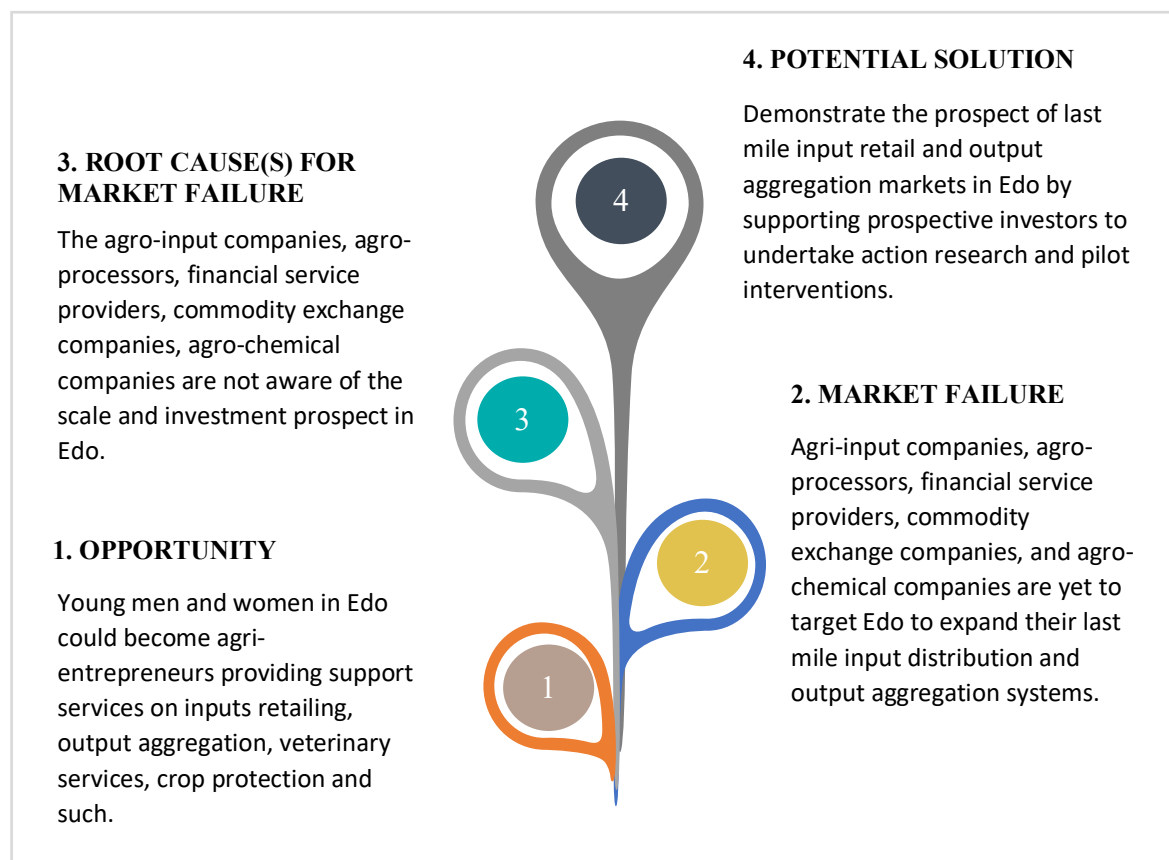 4. POTENTIAL SOLUTION
Demonstrate the prospect of last
mile input retail and output
aggregation markets in Edo by
supporting prospective investors to
undertake action research and pilot
interventions.
3. ROOT CAUSE(S) FOR
MARKET FAILURE
The agro-input companies, agro-
processors, financial service
providers, commodity exchange
companies, agro-chemical
companies are not aware of the
scale and investment prospect in
Edo.
4
3
2. MARKET FAILURE
Agri-input companies, agro-
processors, financial service
providers, commodity
exchange companies, and agro-
chemical companies are yet to
target Edo to expand their last
mile input distribution and
output aggregation systems.
2
1. OPPORTUNITY
Young men and women in Edo
could become agri-
entrepreneurs providing support
services on inputs retailing,
output aggregation, veterinary
services, crop protection and
such.
1